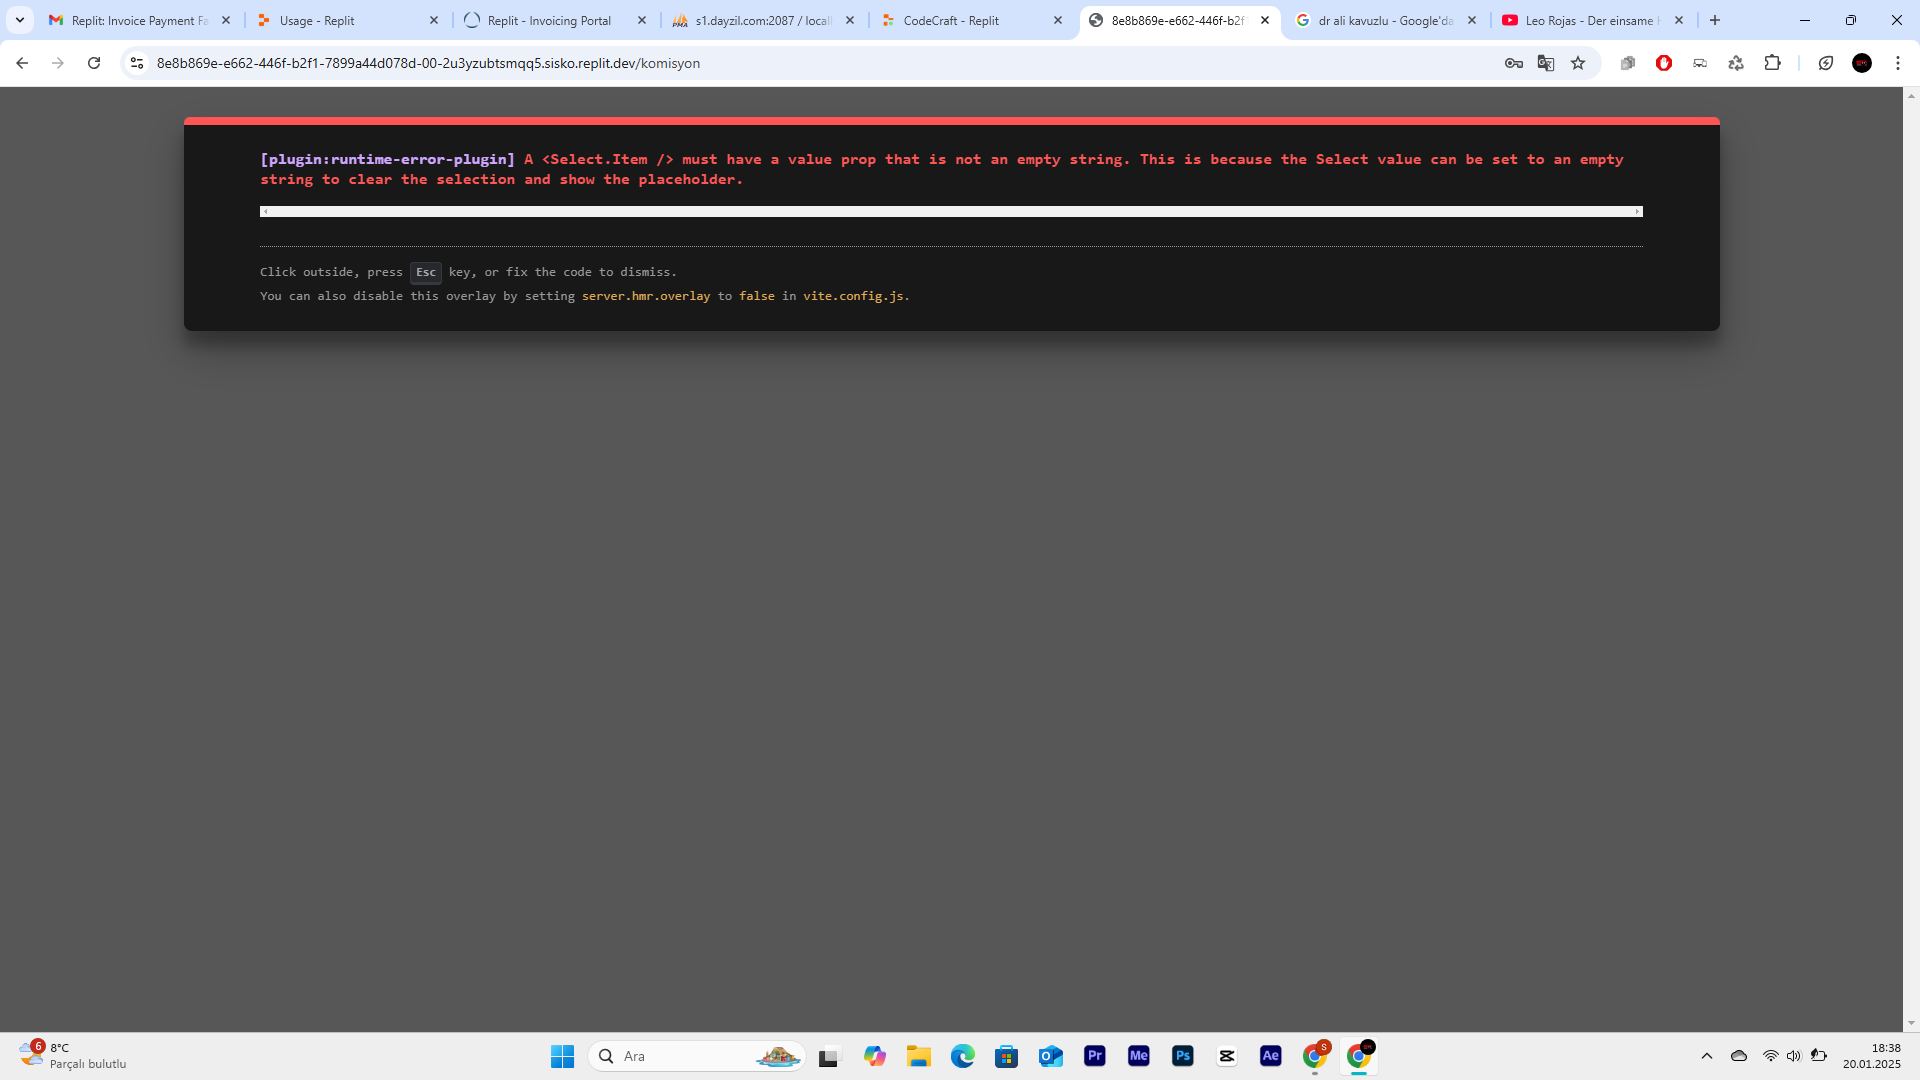 Replit: Invoice Payment Fa
Usage - Replit
Replit - Invoicing Portal
s1.dayzil.com:2087 / locall
CodeCraft - Replit
8e8b869e-e662-446f-b2f1
dr ali kavuzlu - Google'da
Leo Rojas - Der einsame H
8e8b869e-e662-446f-b2f1-7899a44d078d-00-2u3yzubtsmqq5.sisko.replit.dev/komisyon
[plugin:runtime-error-plugin] A <Select.Item /> must have a value prop that is not an empty string. This is because the Select value can be set to an empty
string to clear the selection and show the placeholder.
Click outside, press Esc key, or fix the code to dismiss.
You can also disable this overlay by setting server.hmr.overlay to false in vite.config.js.
6
8°C
Parçalı bulutlu
Ara
Pr
Me
Ps
Ae
S
18:38
20.01.2025